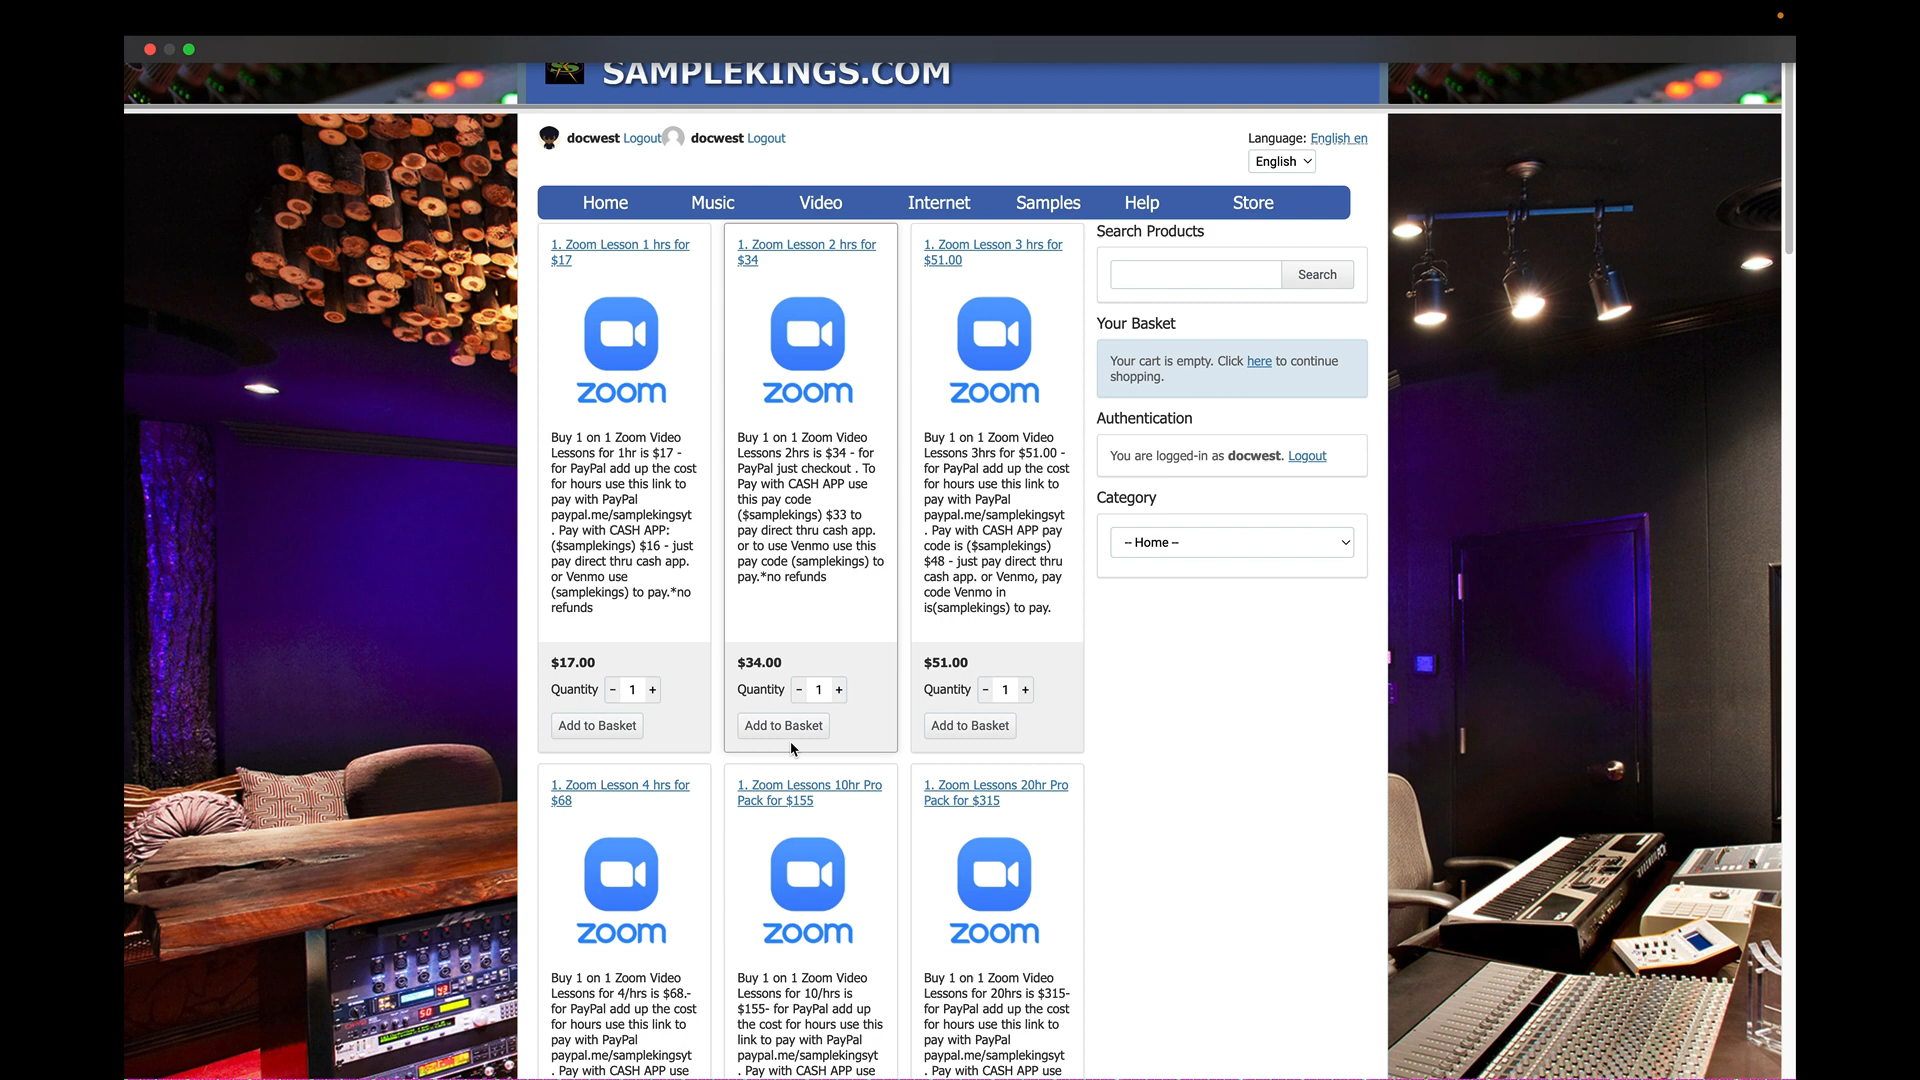 SAMPLEKINGS.COM
docwest Logout docwest Logout
Language: English en
English
Home Music Video Internet Samples Help Store
1. Zoom Lesson 1 hrs for
$17
zoom
Buy 1 on 1 Zoom Video
Lessons for 1hr is $17 -
for PayPal add up the cost
for hours use this link to
pay with PayPal
paypal.me/samplekingsyt
. Pay with CASH APP:
($samplekings) $16 - just
pay direct thru cash app.
or Venmo use
(samplekings) to pay.*no
refunds
$17.00
Quantity - 1 +
Add to Basket
1. Zoom Lesson 2 hrs for
$34
zoom
Buy 1 on 1 Zoom Video
Lessons 2hrs is $34 - for
PayPal just checkout . To
Pay with CASH APP use
this pay code
($samplekings) $33 to
pay direct thru cash app.
or to use Venmo use this
pay code (samplekings) to
pay.*no refunds
$34.00
Quantity - 1 +
Add to Basket
1. Zoom Lesson 3 hrs for
$51.00
zoom
Buy 1 on 1 Zoom Video
Lessons 3hrs for $51.00 -
for PayPal add up the cost
for hours use this link to
pay with PayPal
paypal.me/samplekingsyt
. Pay with CASH APP pay
code is ($samplekings)
$48 - just pay direct thru
cash app. or Venmo, pay
code Venmo in
is(samplekings) to pay.
$51.00
Quantity - 1 +
Add to Basket
Search Products
Search
Your Basket
Your cart is empty. Click here to continue
shopping.
Authentication
You are logged-in as docwest. Logout
Category
-- Home --
1. Zoom Lesson 4 hrs for
$68
zoom
Buy 1 on 1 Zoom Video
Lessons for 4/hrs is $68.-
for PayPal add up the cost
for hours use this link to
pay with PayPal
paypal.me/samplekingsyt
. Pay with CASH APP use
1. Zoom Lessons 10hr Pro
Pack for $155
zoom
Buy 1 on 1 Zoom Video
Lessons for 10/hrs is
$155- for PayPal add up
the cost for hours use this
link to pay with PayPal
paypal.me/samplekingsyt
. Pay with CASH APP use
1. Zoom Lessons 20hr Pro
Pack for $315
zoom
Buy 1 on 1 Zoom Video
Lessons for 20hrs is $315-
for PayPal add up the cost
for hours use this link to
pay with PayPal
paypal.me/samplekingsyt
. Pay with CASH APP use